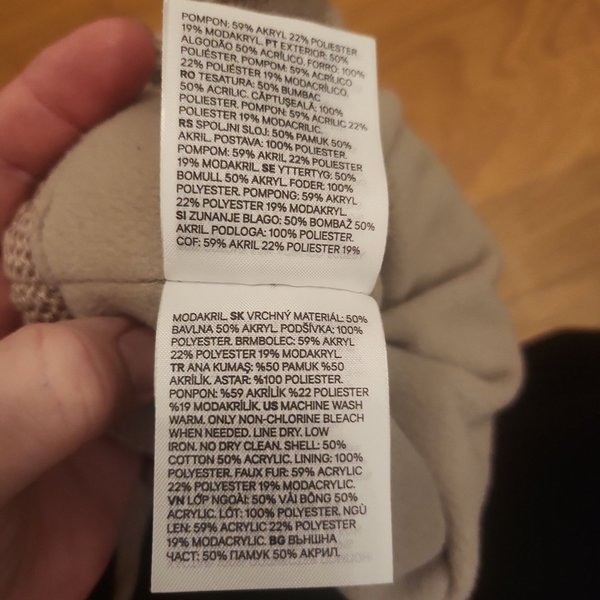 POMPON: 59% AKRYL 22% POLIESTER
19% MODAKRYL. PT EXTERIOR: 50%
ALGODÃO 50% ACRÍLICO. FORRO: 100%
POLIÉSTER. POMPOM: 59% ACRÍLICO
22% POLIÉSTER 19% MODACRÍLICO.
RO TESATURA: 50% BUMBAC
50% ACRILIC. CĂPTUŞEALĂ: 100%
POLIESTER. POMPON: 59% ACRILIC 22%
POLIESTER 19% MODACRILIC.
RS SPOLJNI SLOJ: 50% PAMUK 50%
AKRIL. POSTAVA: 100% POLIESTER.
POMPOM: 59% AKRIL 22% POLIESTER
19% MODAKRIL. SE YTTERTYG: 50%
BOMULL 50% AKRYL. FODER: 100%
POLYESTER. POMPONG: 59% AKRYL
22% POLYESTER 19% MODAKRYL.
SI ZUNANJE BLAGO: 50% BOMBAŽ 50%
AKRIL. PODLOGA: 100% POLIESTER.
COF: 59% AKRIL 22% POLIESTER 19%
MODAKRIL. SK VRCHNÝ MATERIÁL: 50%
BAVLNA 50% AKRYL. PODŠÍVKA: 100%
POLYESTER. BRMBOLEC: 59% AKRYL
22% POLYESTER 19% MODAKRYL.
TR ANA KUMAŞ: %50 PAMUK %50
AKRİLİK. ASTAR: %100 POLIESTER.
PONPON: %59 AKRİLİK %22 POLYESTER
%19 MODAKRİLİK. US MACHINE WASH
WARM. ONLY NON-CHLORINE BLEACH
WHEN NEEDED. LINE DRY. LOW
IRON. NO DRY CLEAN. SHELL: 50%
COTTON 50% ACRYLIC. LINING: 100%
POLYESTER. FAUX FUR: 59% ACRYLIC
22% POLYESTER 19% MODACRYLIC.
VN LỚP NGOÀI: 50% VẢI BÔNG 50%
ACRYLIC. LÓT: 100% POLYESTER. NGÙ
LEN: 59% ACRYLIC 22% POLYESTER
19% MODACRYLIC. BG ВЪНШНА
ЧАСТ: 50% ПАМУК 50% АКРИЛ.